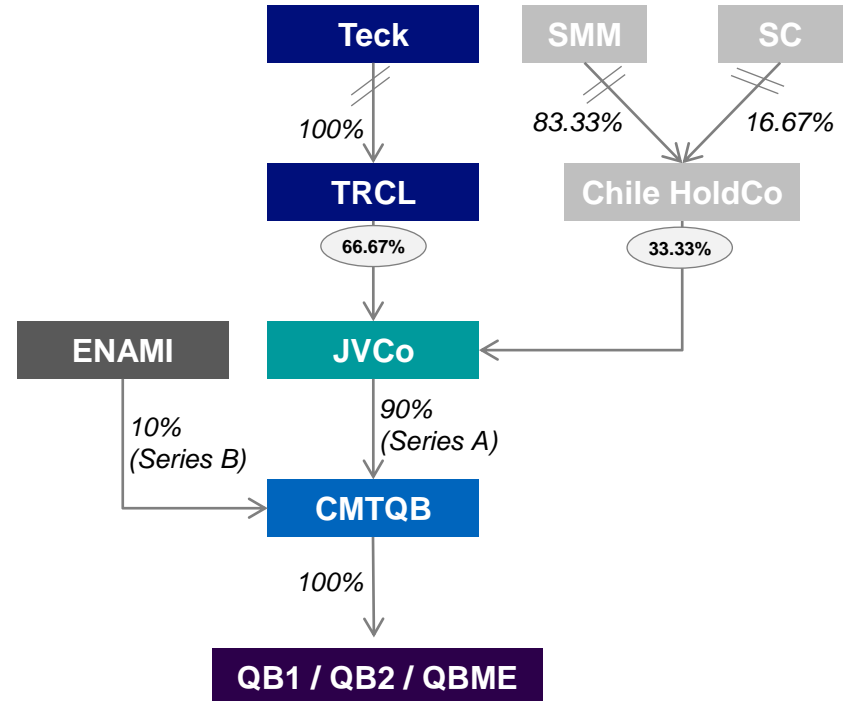 Teck
SMM
SC
100%
83.33%
16.67%
TRCL
Chile HoldCo
66.67%
33.33%
ENAMI
JVCo
10%
(Series B)
90%
(Series A)
CMTQB
100%
QB1 / QB2 / QBME